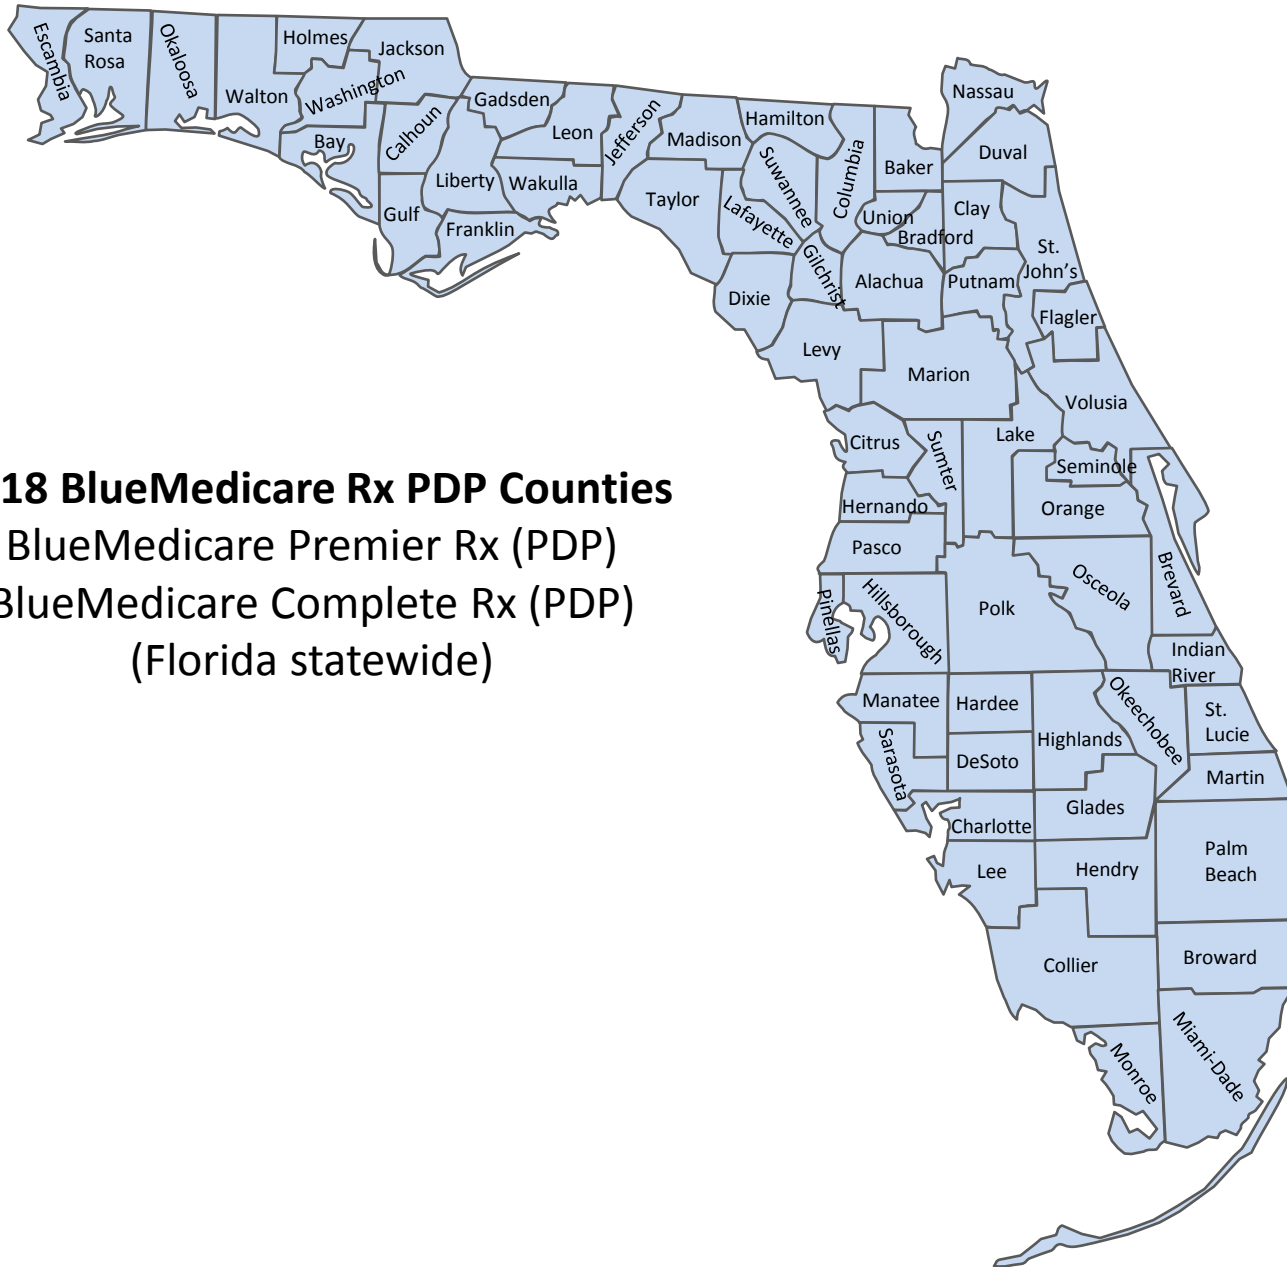 Escambia
Santa
Rosa
Okaloosa
Walton
Holmes
Washington
Jackson
Bay
Calhoun
Gulf
Liberty
Gadsden
Franklin
Leon
Wakulla
Jefferson
Madison
Taylor
Hamilton
Suwannee
Lafayette
Dixie
Columbia
Gilchrist
Baker
Union
Bradford
Alachua
Nassau
Duval
Clay
Putnam
St.
John's
Flagler
Levy
Marion
Volusia
Citrus
Sumter
Lake
Seminole
Orange
Hernando
Pasco
Pinellas
Hillsborough
Polk
Osceola
Brevard
Indian
River
18 BlueMedicare Rx PDP Counties
BlueMedicare Premier Rx (PDP)
BlueMedicare Complete Rx (PDP)
(Florida statewide)
Manatee
Hardee
Sarasota
DeSoto
Highlands
Okeechobee
St.
Lucie
Martin
Charlotte
Glades
Lee
Hendry
Palm
Beach
Collier
Broward
Monroe
Miami-Dade